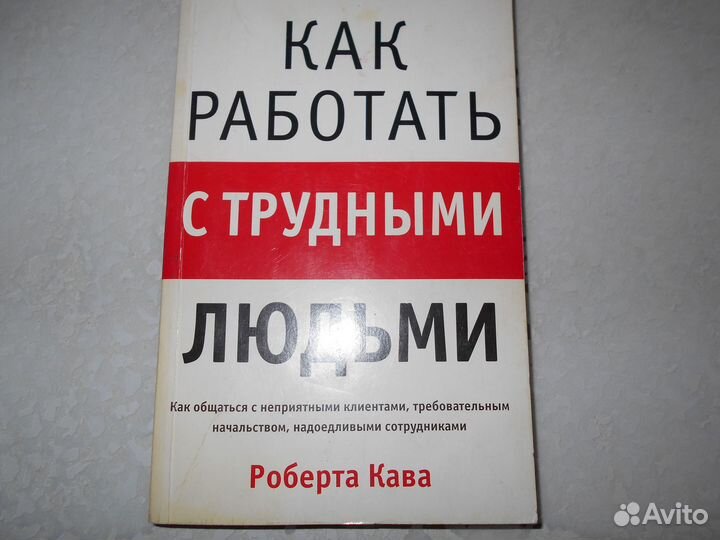 КАК
РАБОТАТЬ
С ТРУДНЫМИ
ЛЮДЬМИ
Как общаться с неприятными клиентами, требовательным
начальством, надоедливыми сотрудниками
Роберта Кава
Avito